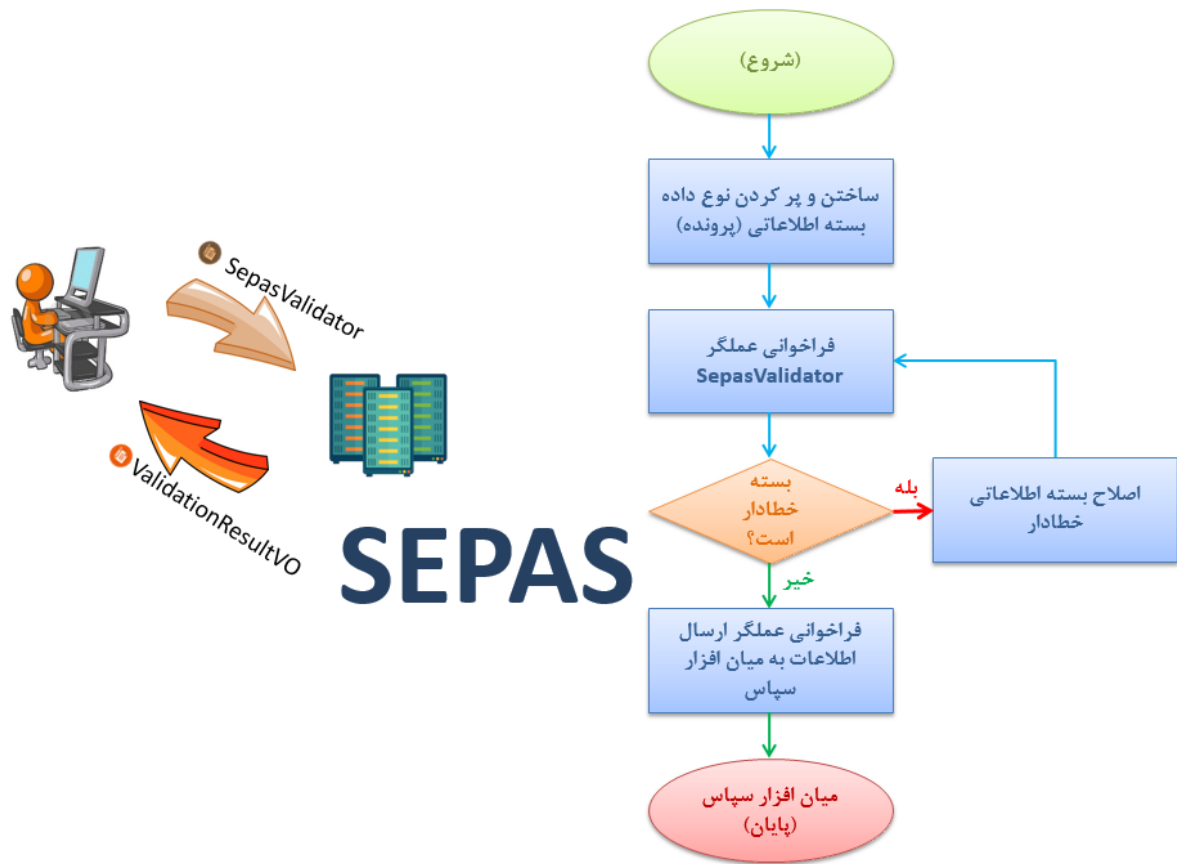 (شروع)
ساختن و پر کردن نوع داده
بسته اطلاعاتی (پرونده)
فراخوانی عملگر
SepasValidator
بسته
خطادار
است؟
بله
اصلاح بسته اطلاعاتی
خطادار
خیر
فراخوانی عملگر ارسال
اطلاعات به میان افزار
سپاس
میان افزار سپاس
(پایان)
SepasValidator
ValidationResultVO
SEPAS